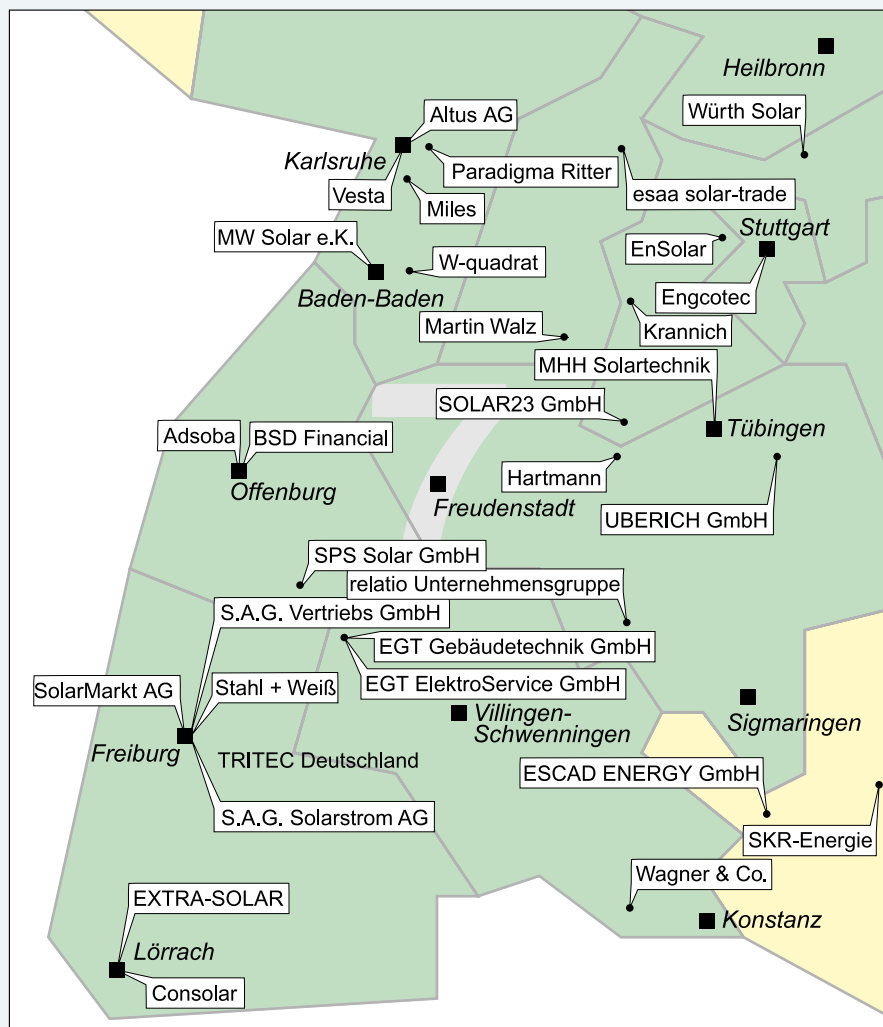 Heilbronn
Altus AG
Würth Solar
Karlsruhe
Paradigma Ritter
Vesta
esaa solar-trade
Miles
Stuttgart
MW Solar e.K.
EnSolar
W-quadrat
Baden-Baden
Engcotec
Martin Walz
Krannich
MHH Solartechnik
SOLAR23 GmbH
Adsoba
BSD Financial
Tübingen
Hartmann
Offenburg
Freudenstadt
UBERICH GmbH
SPS Solar GmbH
relatio Unternehmensgruppe
S.A.G. Vertriebs GmbH
EGT Gebäudetechnik GmbH
SolarMarkt AG
Stahl + Weiß
EGT ElektroService GmbH
Villingen-
Schwenningen
Sigmaringen
Freiburg
TRITEC Deutschland
ESCAD ENERGY GmbH
S.A.G. Solarstrom AG
SKR-Energie
Wagner & Co.
EXTRA-SOLAR
Konstanz
Lörrach
Consolar